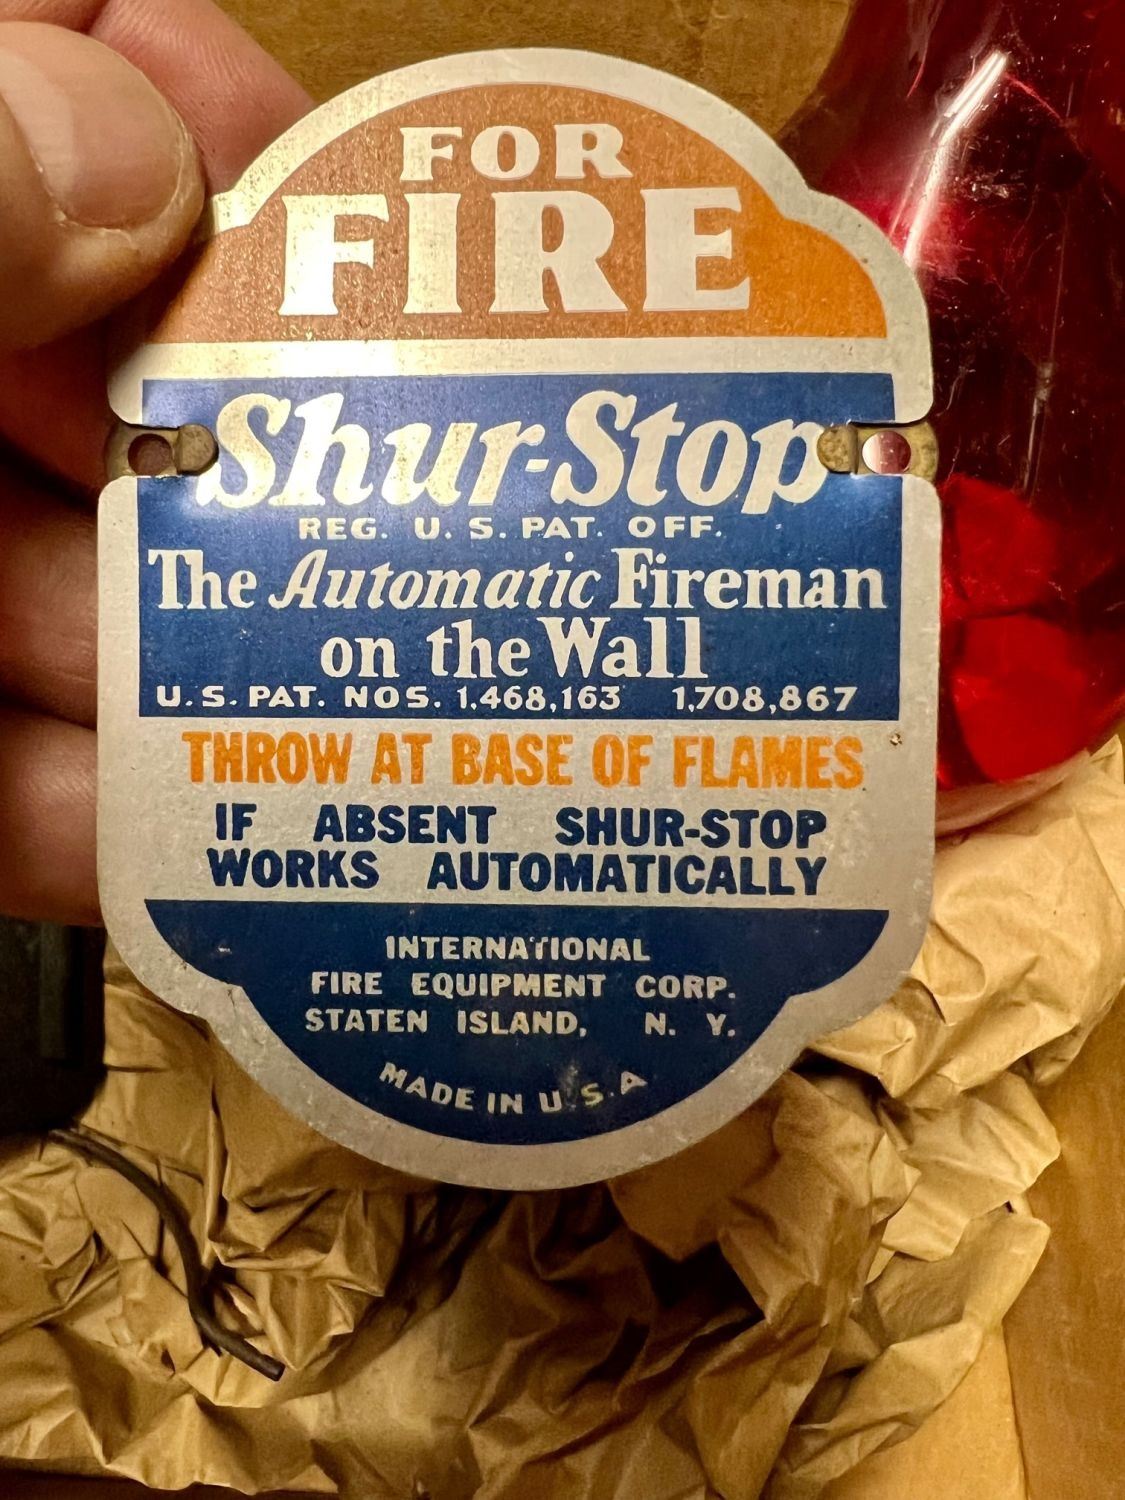 FOR
FIRE
Shur-Stop
REG. U. S. PAT. OFF.
The Automatic Fireman
on the Wall
U. S. PAT. NOS. 1,468,163 1,708,867
THROW AT BASE OF FLAMES
IF ABSENT SHUR-STOP
WORKS AUTOMATICALLY
INTERNATIONAL
FIRE EQUIPMENT CORP.
STATEN ISLAND, N. Y.
MADE IN U.S.A